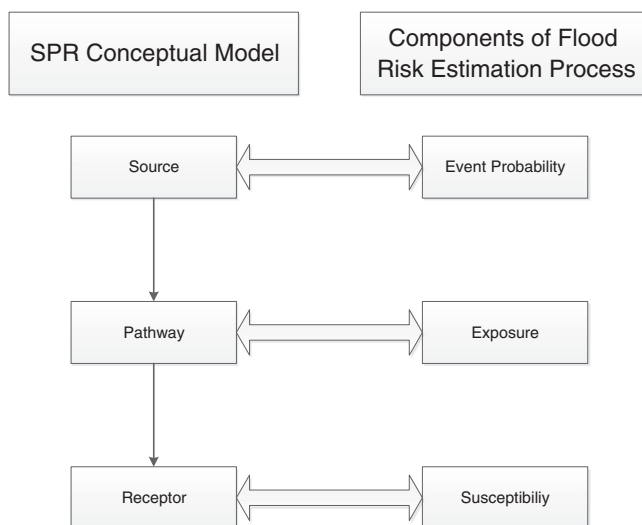 SPR Conceptual Model
Components of Flood
Risk Estimation Process
Source
Event Probability
Pathway
Exposure
Receptor
Susceptibiliy